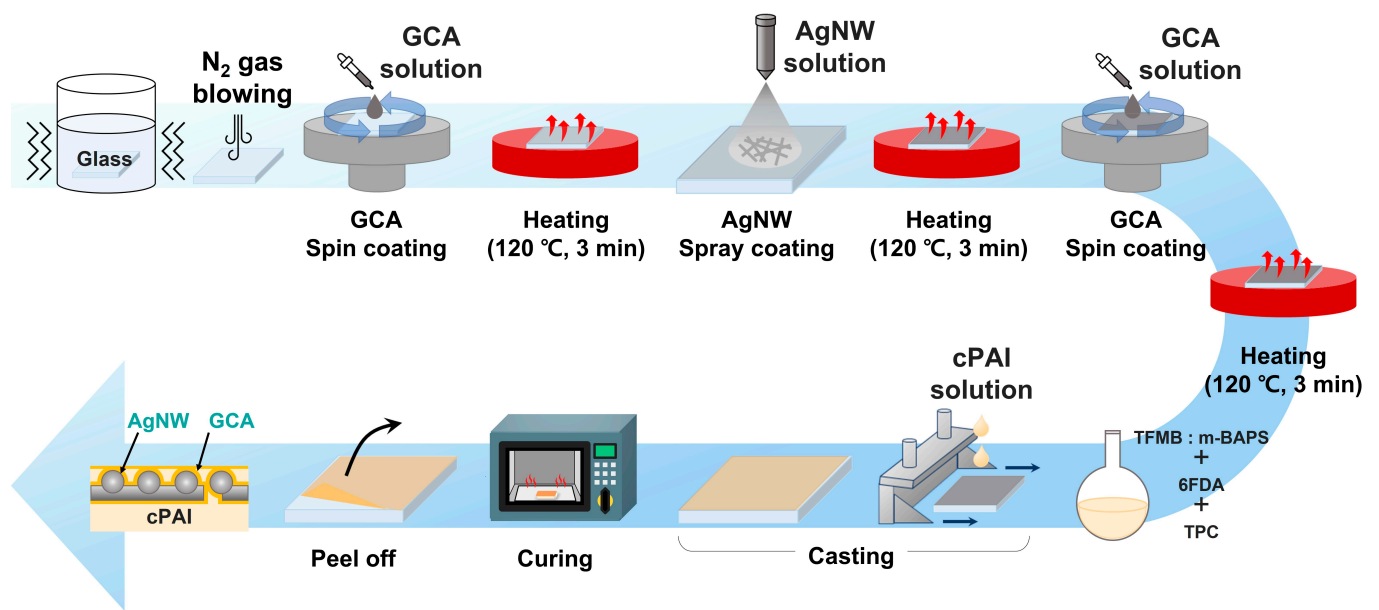 Glass
N2 gas
blowing
GCA
solution
GCA
Spin coating
Heating
(120 ℃, 3 min)
AgNW
solution
AgNW
Spray coating
Heating
(120 ℃, 3 min)
GCA
solution
GCA
Spin coating
Heating
(120 ℃, 3 min)
TFMB : m-BAPS
+
6FDA
+
TPC
cPAI
solution
Casting
Curing
Peel off
AgNW
GCA
cPAI